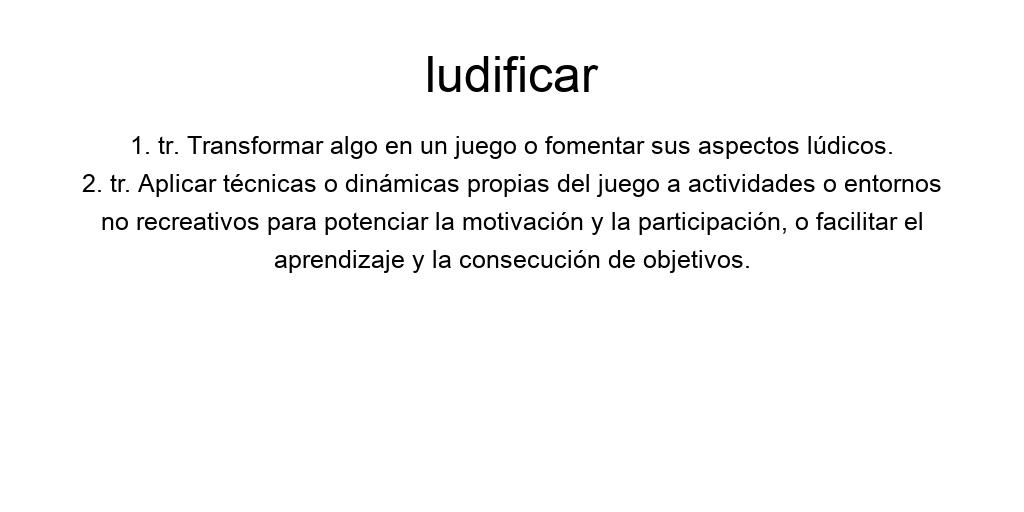 ludificar
1. tr. Transformar algo en un juego o fomentar sus aspectos lúdicos.
2. tr. Aplicar técnicas o dinámicas propias del juego a actividades o entornos
no recreativos para potenciar la motivación y la participación, o facilitar el
aprendizaje y la consecución de objetivos.